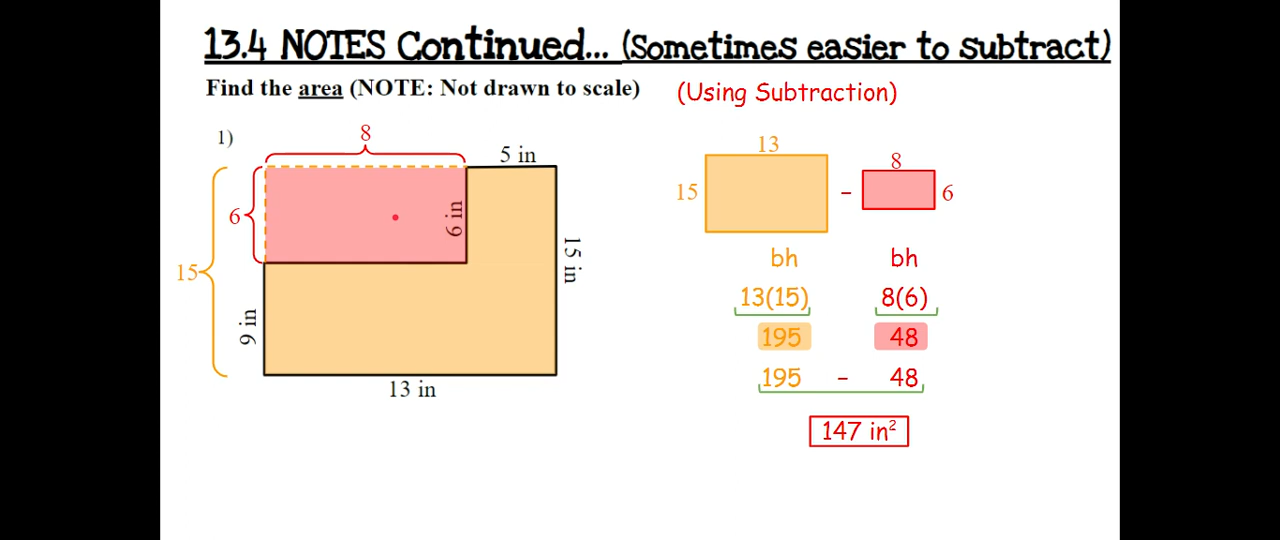 13.4 NOTES Continued... (Sometimes easier to subtract)
Find the area (NOTE: Not drawn to scale)
(Using Subtraction)
1)
8
5 in
6
6 in
15
15 in
9 in
13 in
13
15
-
8
6
bh bh
13(15) 8(6)
195 48
195 - 48
147 in²